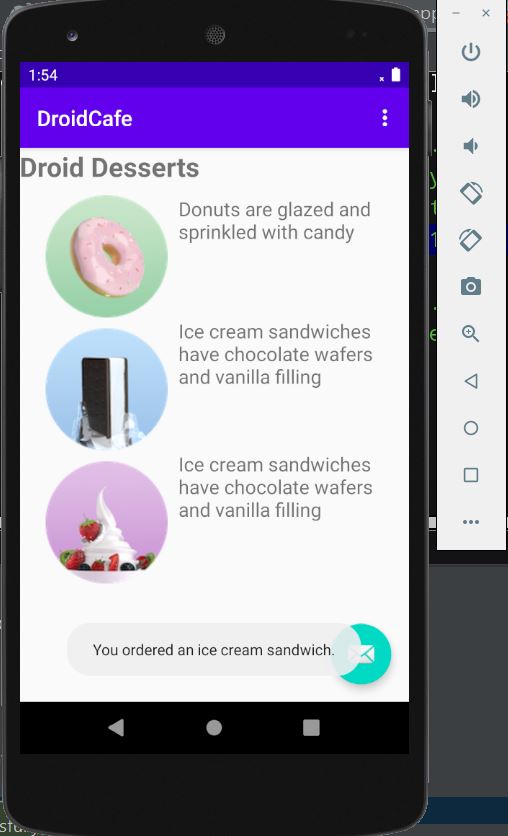 1:54
DroidCafe
Droid Desserts
Donuts are glazed and
sprinkled with candy
Ice cream sandwiches
have chocolate wafers
and vanilla filling
Ice cream sandwiches
have chocolate wafers
and vanilla filling
You ordered an ice cream sandwich.